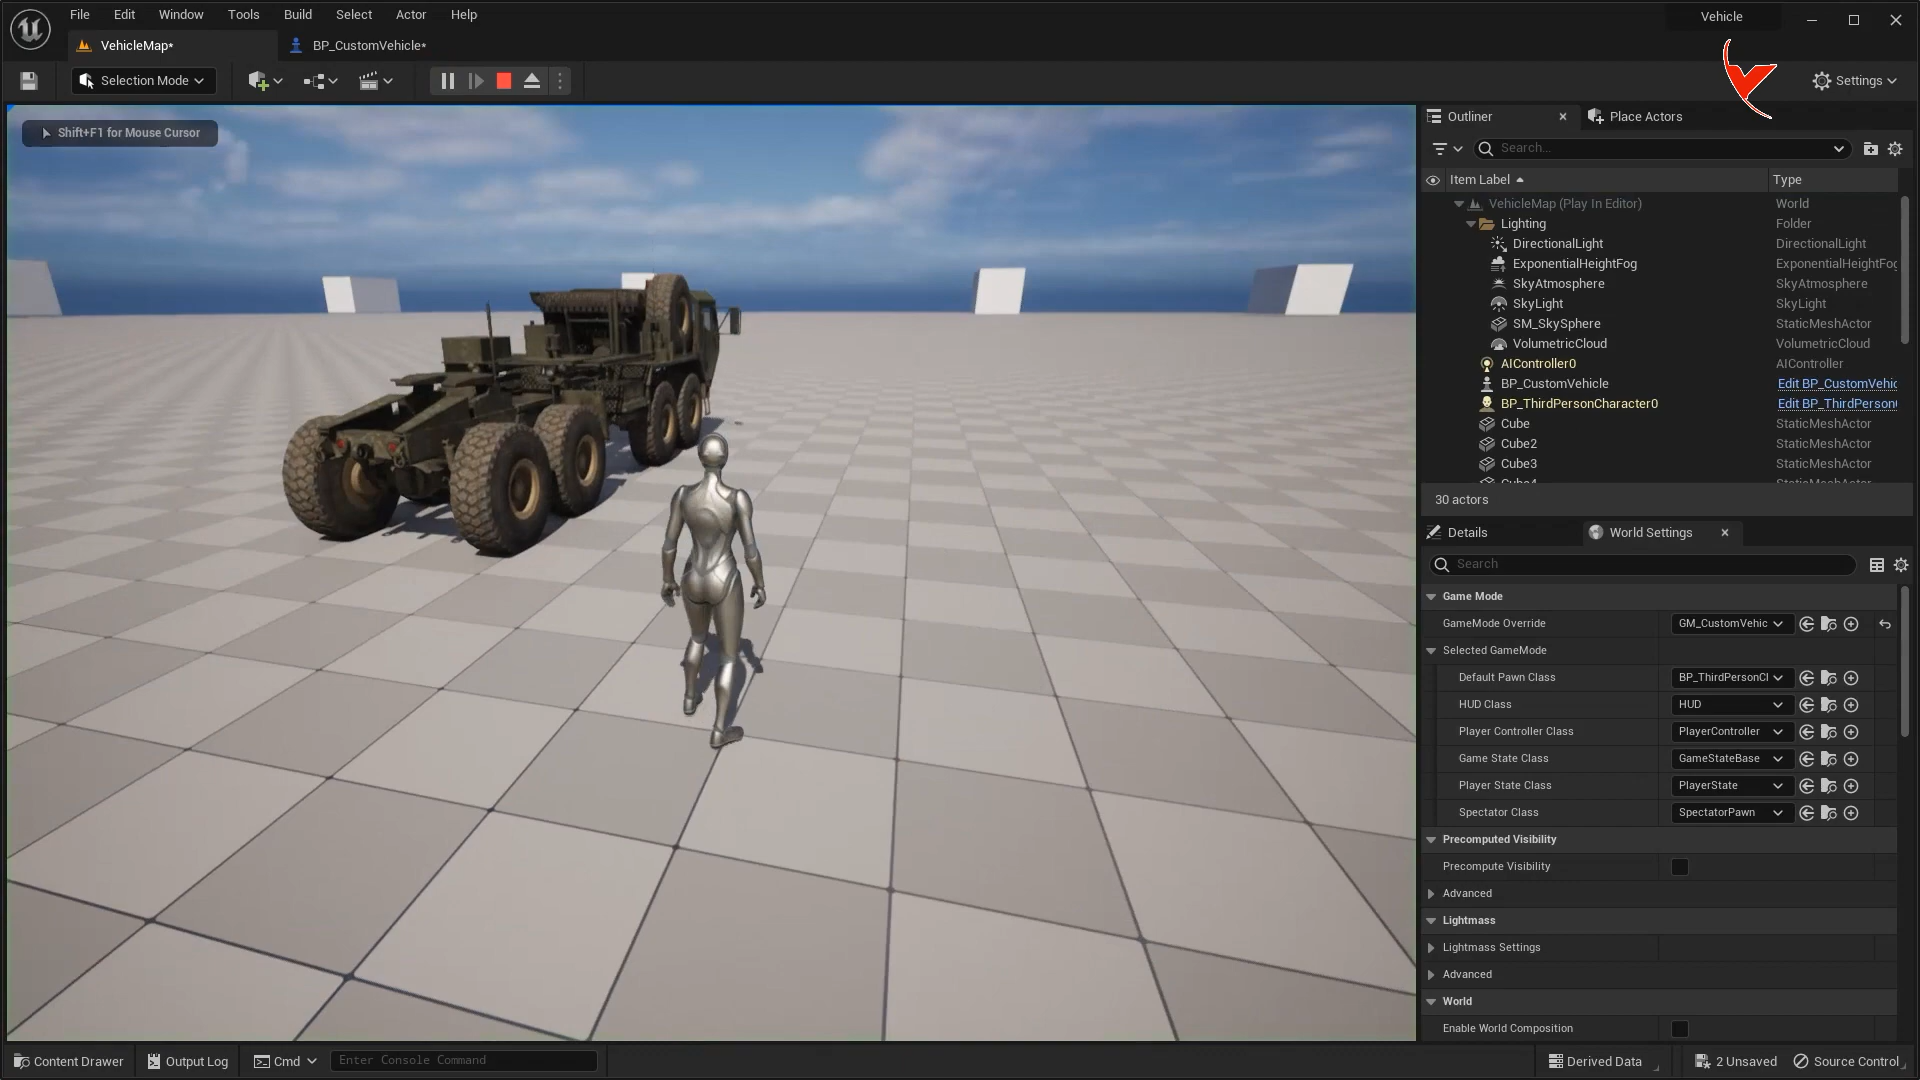 File Edit Window Tools Build Select Actor Help
Vehicle
VehicleMap*
BP_CustomVehicle*
Selection Mode
Settings
Shift+F1 for Mouse Cursor
Outliner
Place Actors
Search...
Item Label Type
VehicleMap (Play In Editor) World
Lighting Folder
DirectionalLight DirectionalLight
ExponentialHeightFog ExponentialHeightFog
SkyAtmosphere SkyAtmosphere
SkyLight SkyLight
SM_SkySphere StaticMeshActor
VolumetricCloud VolumetricCloud
AIController0 AIController
BP_CustomVehicle Edit BP_CustomVehic
BP_ThirdPersonCharacter0 Edit BP_ThirdPerson
Cube StaticMeshActor
Cube2 StaticMeshActor
Cube3 StaticMeshActor
30 actors
Details
World Settings
Search
Game Mode
GameMode Override GM_CustomVehic
Selected GameMode
Default Pawn Class BP_ThirdPersonCl
HUD Class HUD
Player Controller Class PlayerController
Game State Class GameStateBase
Player State Class PlayerState
Spectator Class SpectatorPawn
Precomputed Visibility
Precompute Visibility
Advanced
Lightmass
Lightmass Settings
Advanced
World
Enable World Composition
Content Drawer
Output Log
Cmd
Enter Console Command
Derived Data
2 Unsaved
Source Control